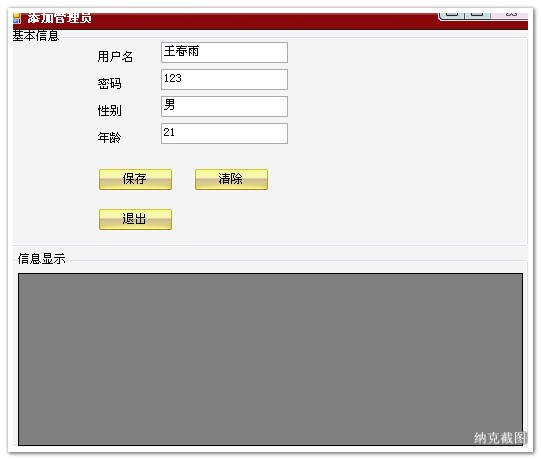 添加管理员
基本信息
用户名 王春雨
密码 123
性别 男
年龄 21
保存 清除
退出
信息显示
纳克截图